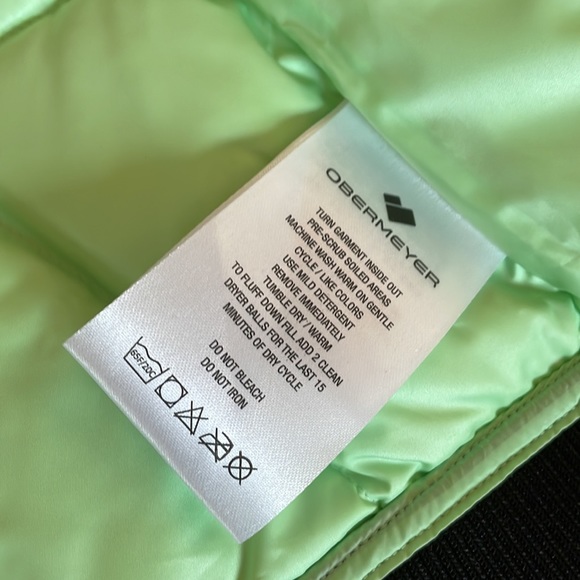 OBERMEYER
TURN GARMENT INSIDE OUT
PRE-SCRUB SOILED AREAS
MACHINE WASH WARM ON GENTLE
CYCLE / LIKE COLORS
USE MILD DETERGENT
REMOVE IMMEDIATELY
TUMBLE DRY / WARM
TO FLUFF DOWN FILL, ADD 2 CLEAN
DRYER BALLS FOR THE LAST 15
MINUTES OF DRY CYCLE
DO NOT BLEACH
DO NOT IRON
65F/20C